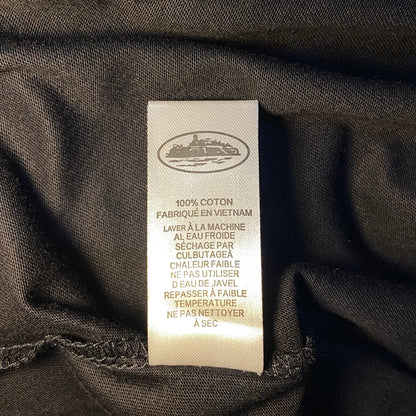 100% COTON
FABRIQUÉ EN VIETNAM
LAVER À LA MACHINE
AL EAU FROIDE
SÉCHAGE PAR
CULBUTAGEÀ
CHALEUR FAIBLE
NE PAS UTILISER
D EAU DE JAVEL
REPASSER À FAIBLE
TEMPERATURE
NE PAS NETTOYER
À SEC